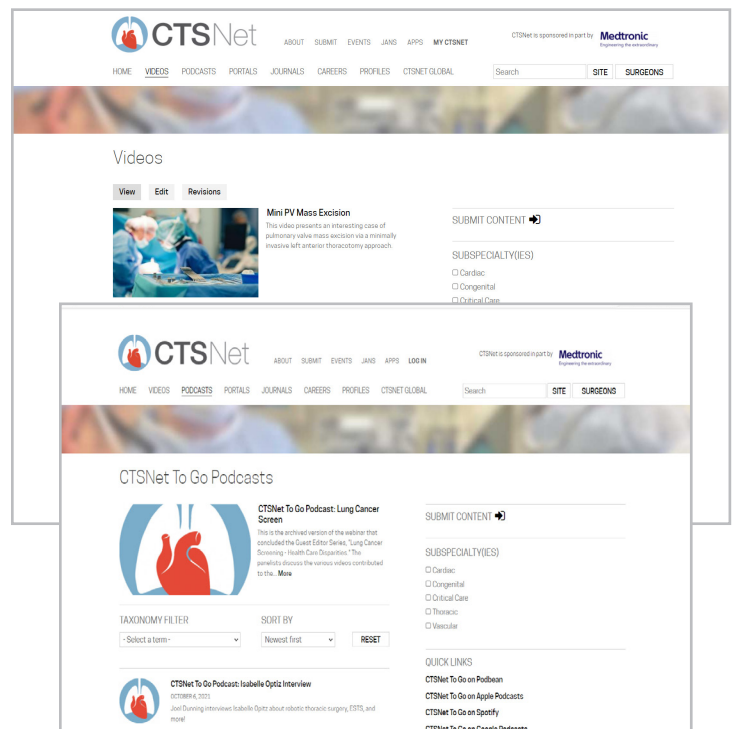 CTSNet
ABOUT SUBMIT EVENTS JANS APPS MY CTSNET
CTSNet is sponsored in part by Medtronic
Engineering the extraordinary
HOME VIDEOS PODCASTS PORTALS JOURNALS CAREERS PROFILES CTSNET GLOBAL Search SITE SURGEONS
Videos
View Edit Revisions
Mini PV Mass Excision
This video presents an interesting case of
pulmonary valve mass excision via a minimally
invasive left anterior thoracotomy approach.
SUBMIT CONTENT
SUBSPECIALTY(IES)
Cardiac
Congenital
Critical Care
CTSNet
ABOUT SUBMIT EVENTS JANS APPS LOG IN
CTSNet is sponsored in part by Medtronic
Engineering the extraordinary
HOME VIDEOS PODCASTS PORTALS JOURNALS CAREERS PROFILES CTSNET GLOBAL Search SITE SURGEONS
CTSNet To Go Podcasts
CTSNet To Go Podcast: Lung Cancer
Screen
This is the archived version of the webinar that
concluded the Guest Editor Series, "Lung Cancer
Screening - Health Care Disparities." The
panelists discuss the various videos contributed
to the... More
TAXONOMY FILTER SORT BY
- Select a term - Newest first RESET
CTSNet To Go Podcast: Isabelle Optiz Interview
OCTOBER 6, 2021
Joel Dunning interviews Isabelle Opitz about robotic thoracic surgery, ESTS, and
more!
SUBMIT CONTENT
SUBSPECIALTY(IES)
Cardiac
Congenital
Critical Care
Thoracic
Vascular
QUICK LINKS
CTSNet To Go on Podbean
CTSNet To Go on Apple Podcasts
CTSNet To Go on Spotify
CTSNet To Go on Google Podcasts